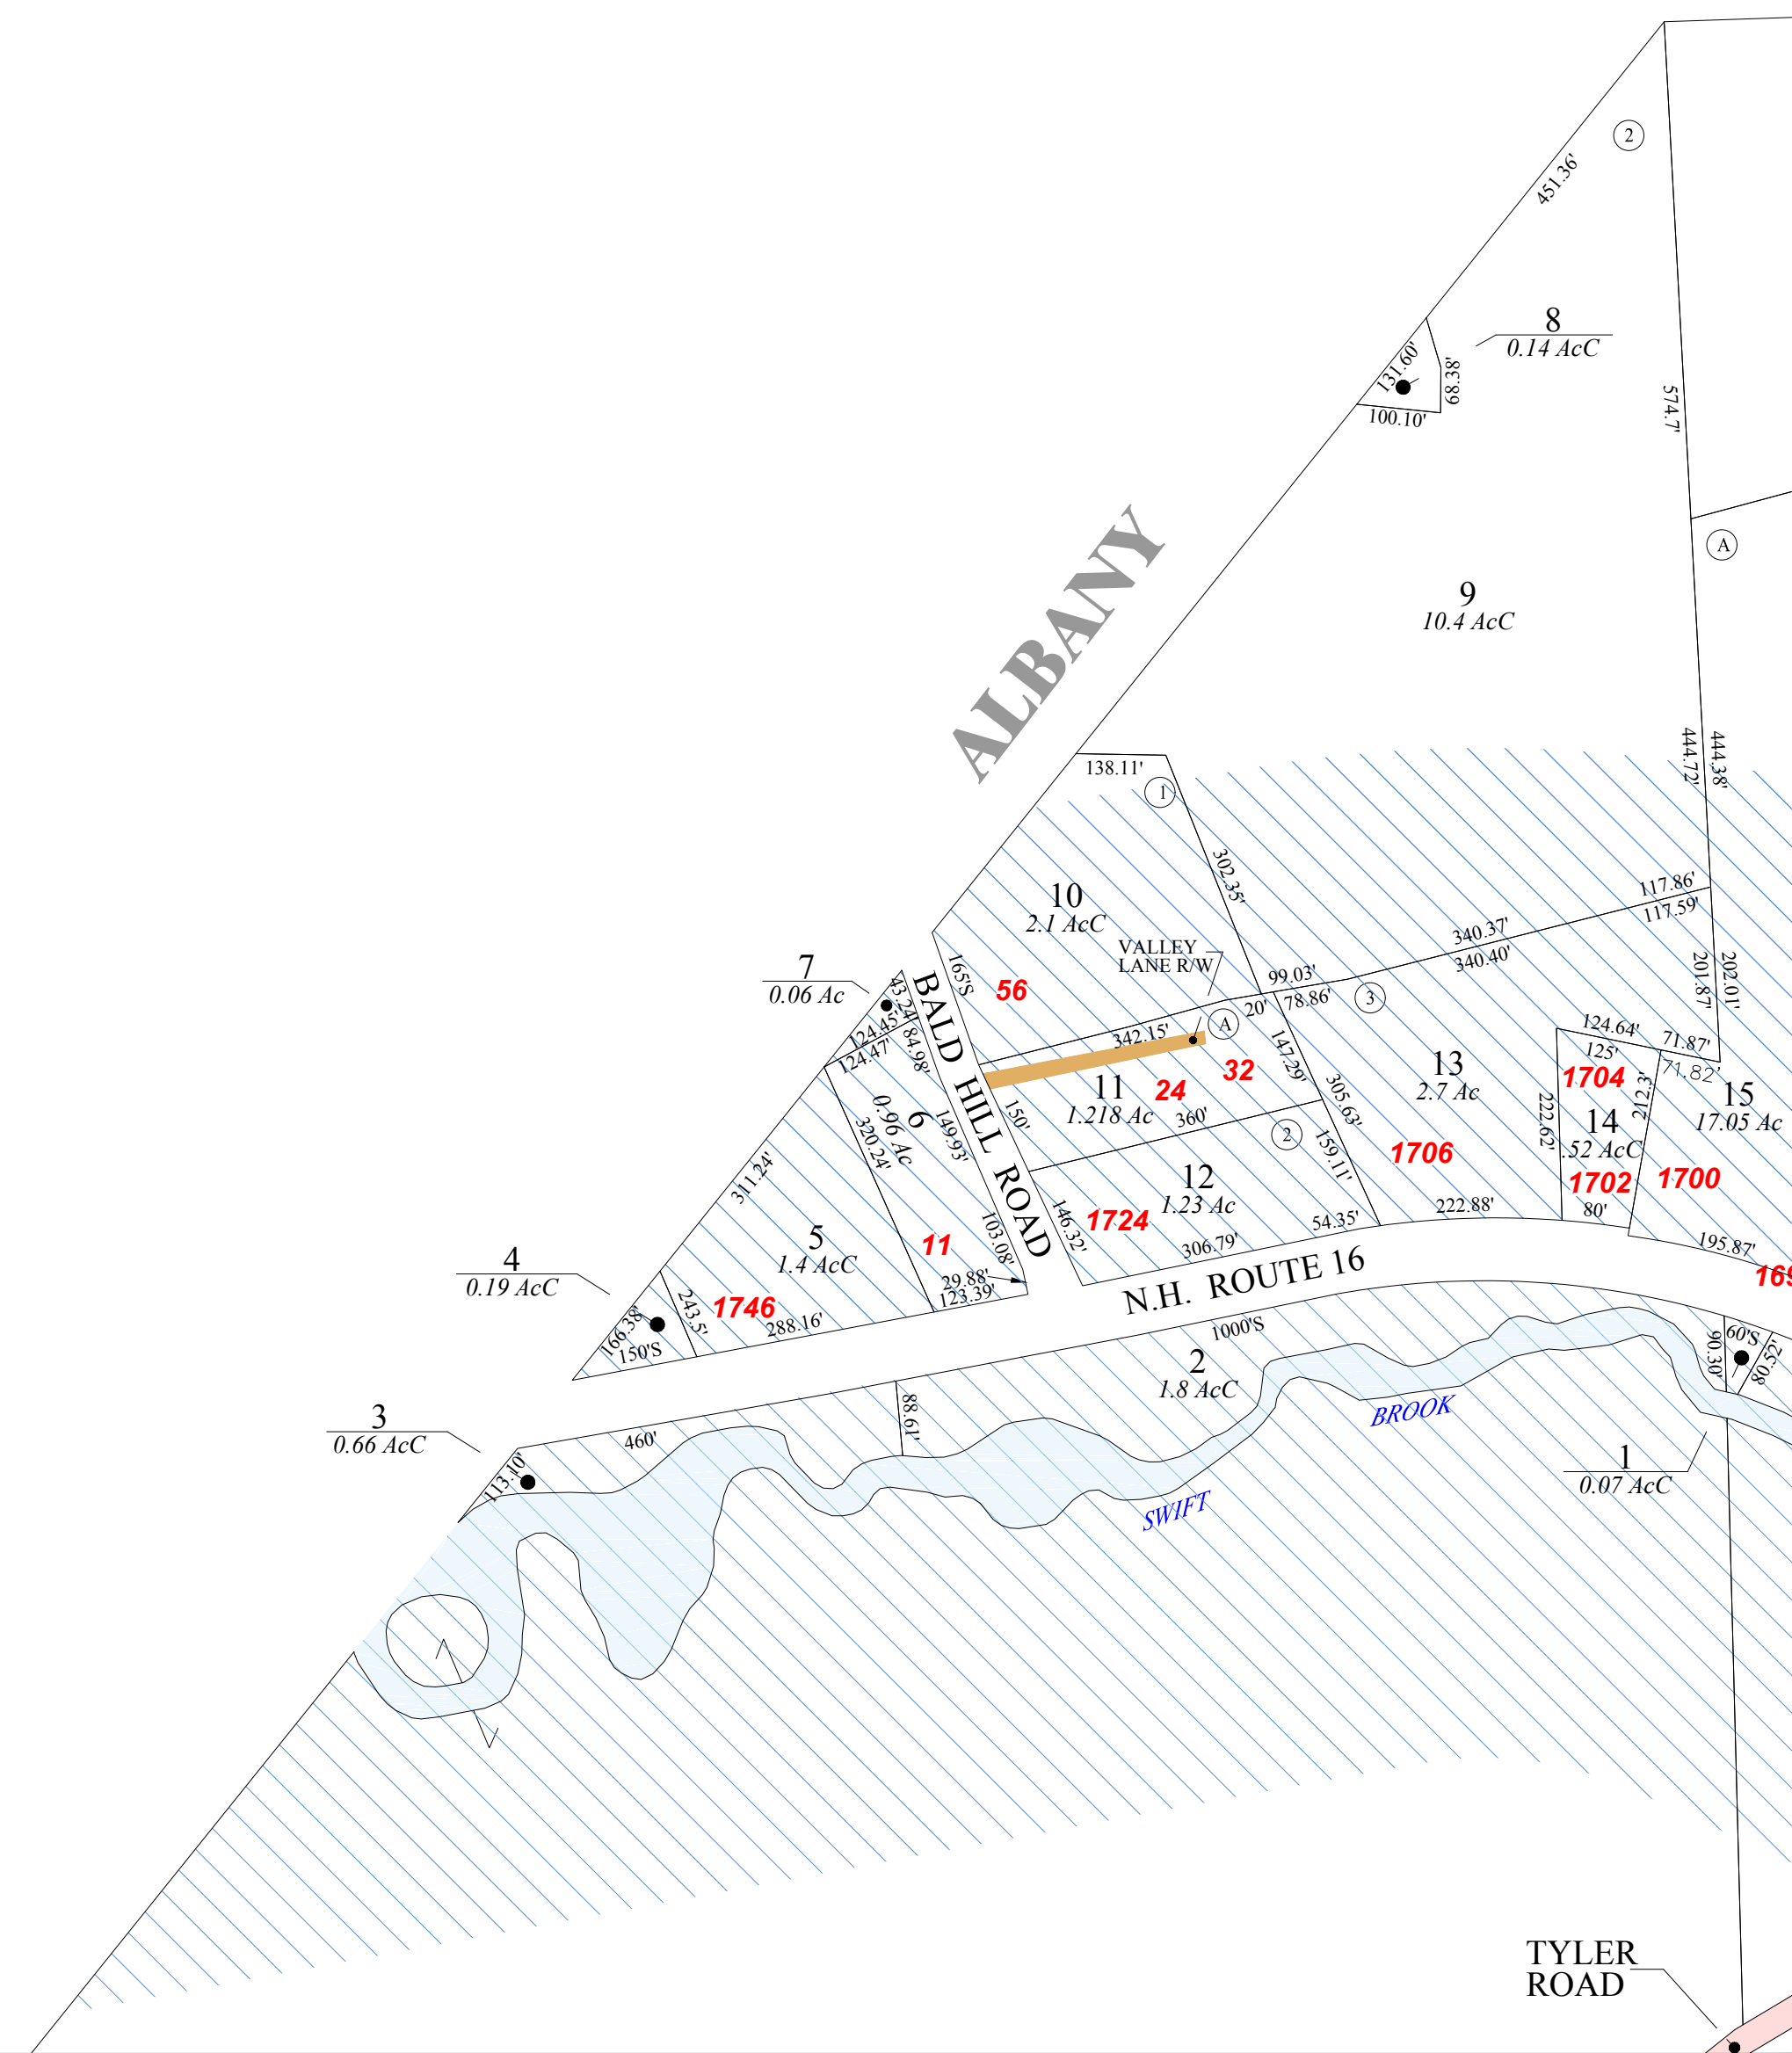 2
451.36'
8
0.14 AcC
131.60'
68.38'
100.10'
574.7'
A
ALBANY
9
10.4 AcC
444.72'
444.38'
138.11'
1
302.35'
10
2.1 AcC
117.86'
117.59'
340.37'
340.40'
VALLEY
LANE R/W
165'S
56
99.03'
20'
78.86'
3
201.87'
202.01'
7
0.06 Ac
43.24'
124.45'
124.47'
84.98'
BALD HILL ROAD
342.15'
A
32
147.29'
124.64'
125'
71.87'
71.82'
13
2.7 Ac
1704
11
1.218 Ac
24
150'
360'
305.63'
2
159.11'
222.62'
14
.52 AcC
212.3'
15
17.05 Ac
6
0.96 Ac
149.93'
320.24'
311.24'
1706
1702
1700
12
1.23 Ac
1724
146.32'
306.79'
54.35'
222.88'
80'
195.87'
169
5
1.4 AcC
11
103.08'
29.88'
123.39'
4
0.19 AcC
166.38'
150'S
243.5'
1746
288.16'
N.H. ROUTE 16
1000'S
2
1.8 AcC
90.30'
60'S
80.52'
BROOK
88.61'
3
0.66 AcC
460'
113.10'
1
0.07 AcC
SWIFT
TYLER
ROAD